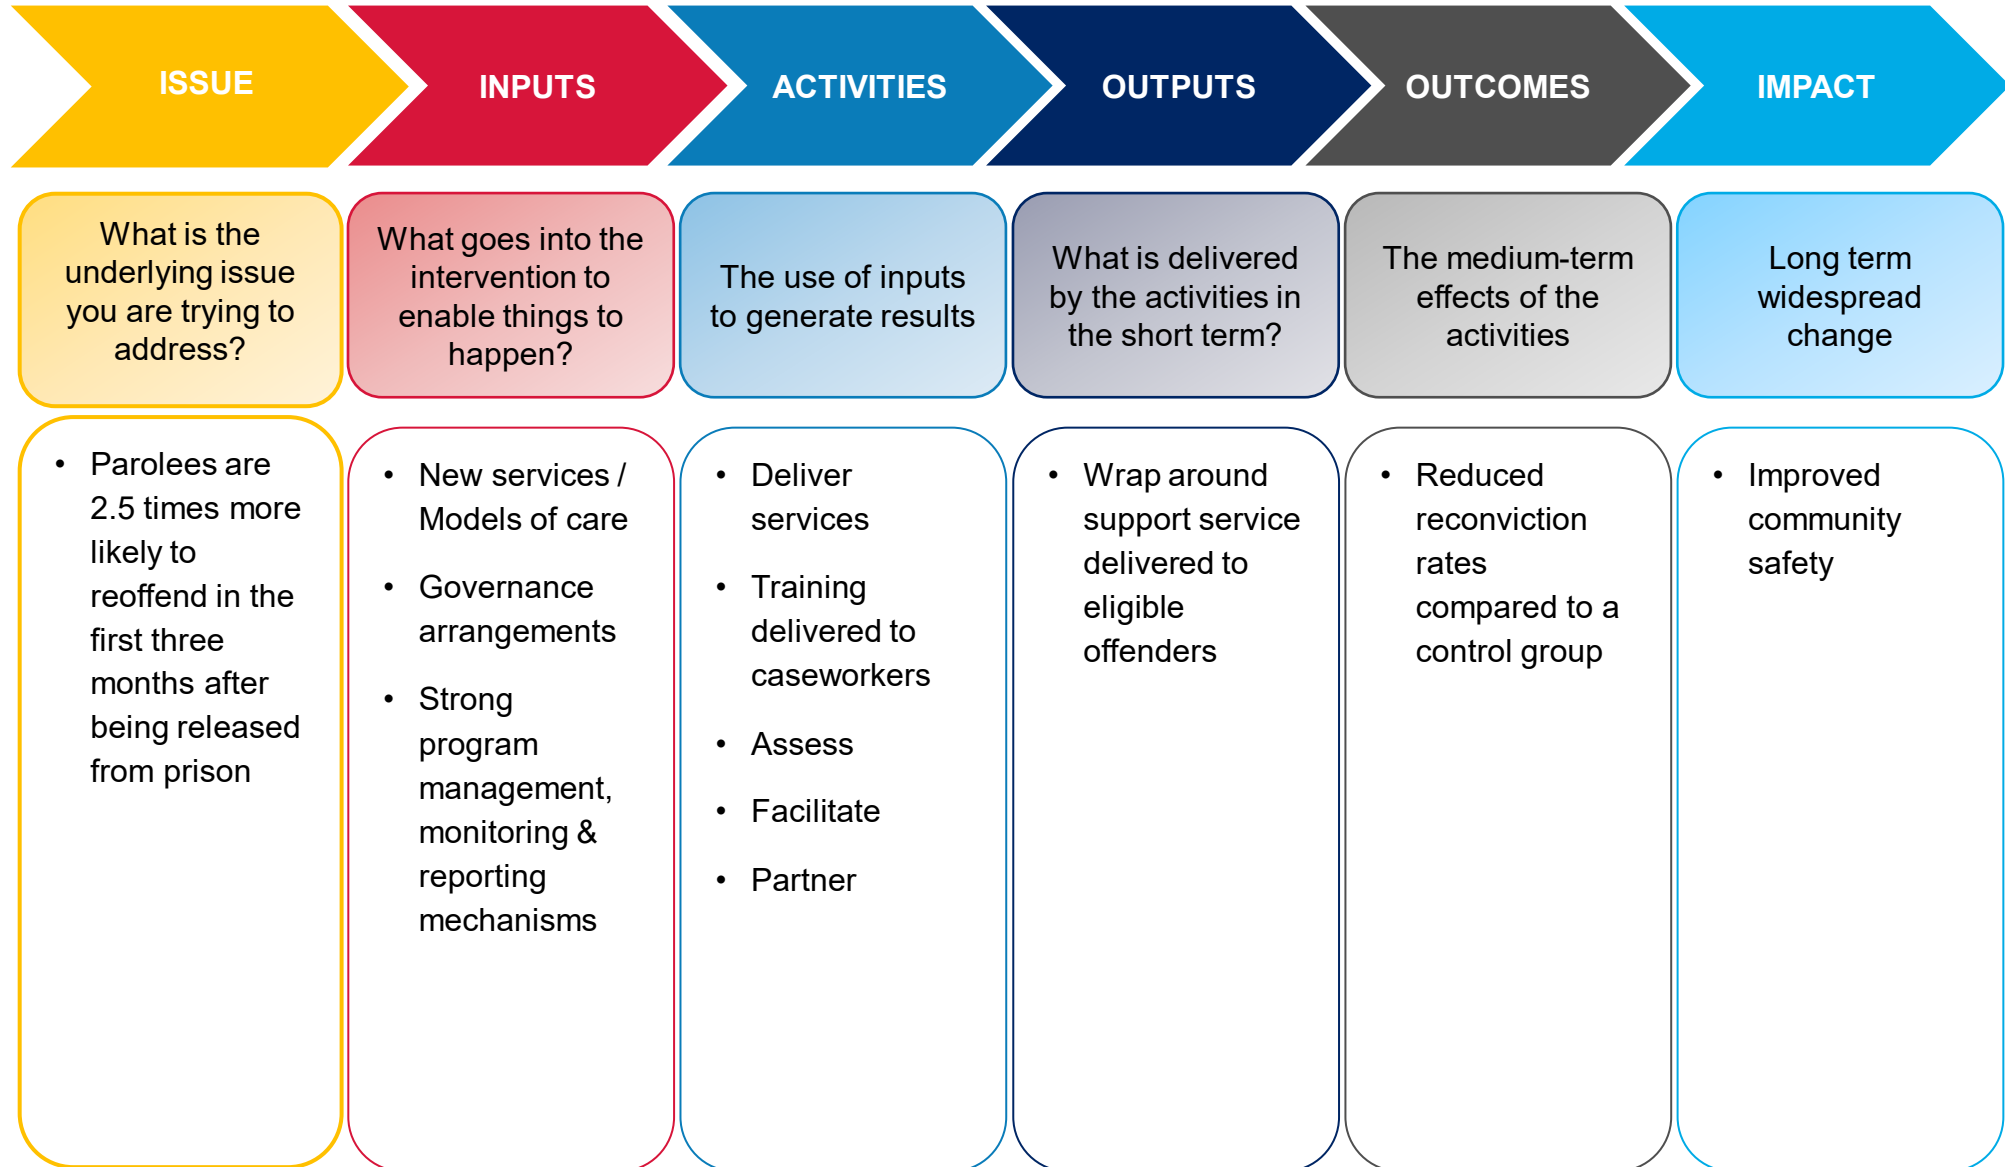 ISSUE
INPUTS
ACTIVITIES
OUTPUTS
OUTCOMES
IMPACT
What is the
underlying issue
you are trying to
address?
What goes into the
intervention to
enable things to
happen?
The use of inputs
to generate results
What is delivered
by the activities in
the short term?
The medium-term
effects of the
activities
Long term
widespread
change
• Parolees are
2.5 times more
likely to
reoffend in the
first three
months after
being released
from prison
• New services /
Models of care
• Governance
arrangements
• Strong
program
management,
monitoring &
reporting
mechanisms
• Deliver
services
• Training
delivered to
caseworkers
• Assess
• Facilitate
• Partner
• Wrap around
support service
delivered to
eligible
offenders
• Reduced
reconviction
rates
compared to a
control group
• Improved
community
safety